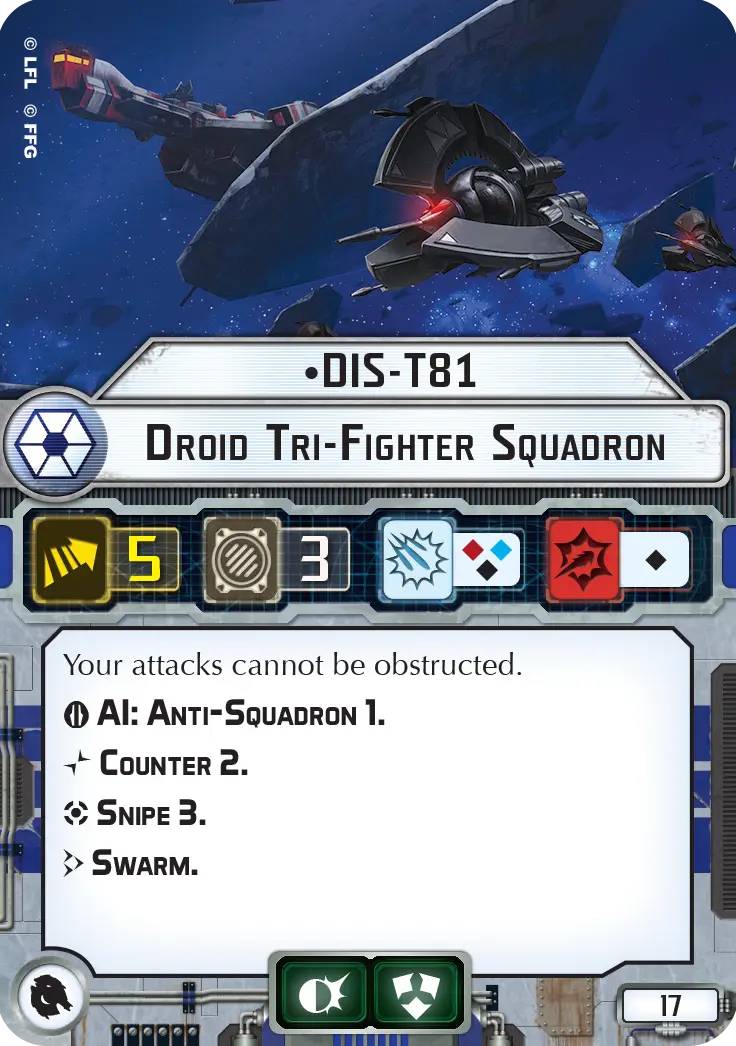 © LFL © FFG
•DIS-T81
Droid Tri-Fighter Squadron
5 3
Your attacks cannot be obstructed.
AI: Anti-Squadron 1.
Counter 2.
Snipe 3.
Swarm.
17